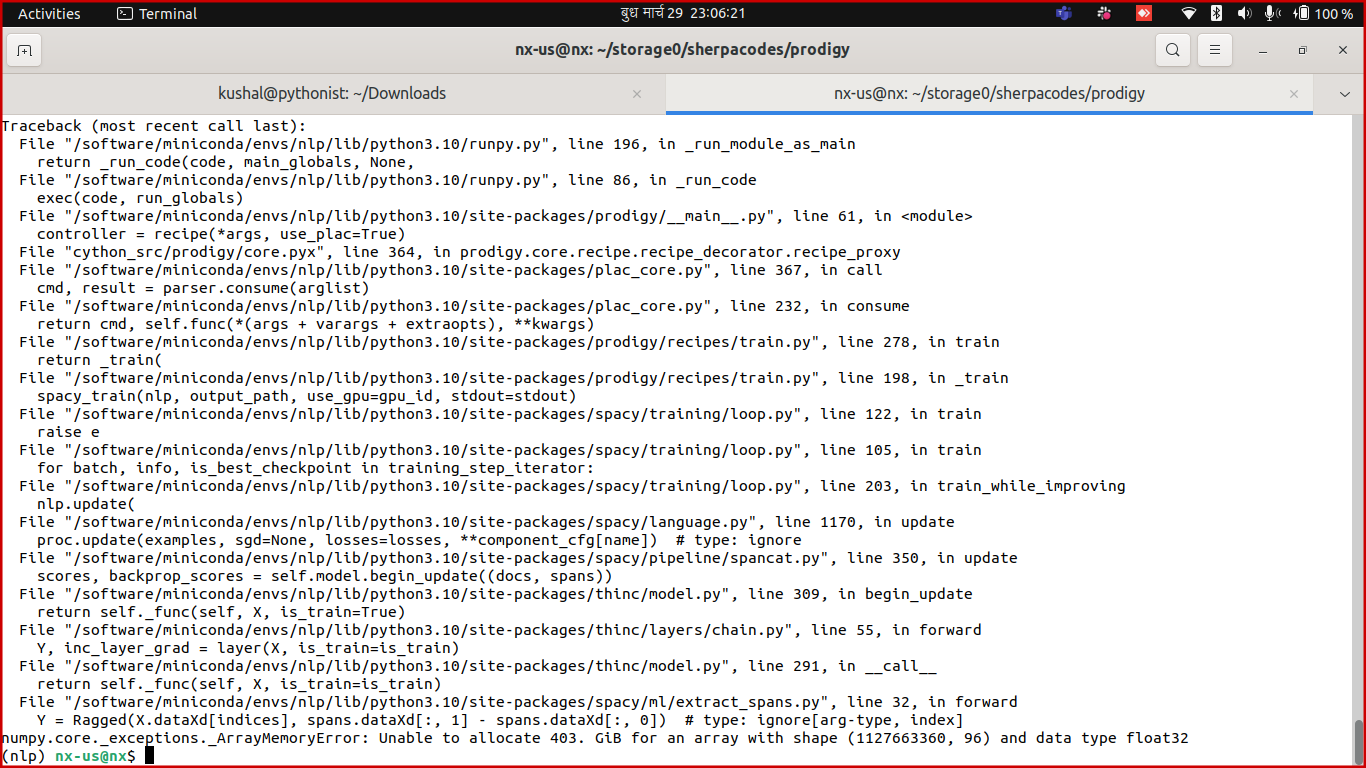 Activities Terminal बुध मार्च 29 23:06:21 100 %
nx-us@nx: ~/storage0/sherpacodes/prodigy
kushal@pythonist: ~/Downloads nx-us@nx: ~/storage0/sherpacodes/prodigy
Traceback (most recent call last):
  File "/software/miniconda/envs/nlp/lib/python3.10/runpy.py", line 196, in _run_module_as_main
    return _run_code(code, main_globals, None,
  File "/software/miniconda/envs/nlp/lib/python3.10/runpy.py", line 86, in _run_code
    exec(code, run_globals)
  File "/software/miniconda/envs/nlp/lib/python3.10/site-packages/prodigy/__main__.py", line 61, in <module>
    controller = recipe(*args, use_plac=True)
  File "cython_src/prodigy/core.pyx", line 364, in prodigy.core.recipe.recipe_decorator.recipe_proxy
  File "/software/miniconda/envs/nlp/lib/python3.10/site-packages/plac_core.py", line 367, in call
    cmd, result = parser.consume(arglist)
  File "/software/miniconda/envs/nlp/lib/python3.10/site-packages/plac_core.py", line 232, in consume
    return cmd, self.func(*(args + varargs + extraopts), **kwargs)
  File "/software/miniconda/envs/nlp/lib/python3.10/site-packages/prodigy/recipes/train.py", line 278, in train
    return _train(
  File "/software/miniconda/envs/nlp/lib/python3.10/site-packages/prodigy/recipes/train.py", line 198, in _train
    spacy_train(nlp, output_path, use_gpu=gpu_id, stdout=stdout)
  File "/software/miniconda/envs/nlp/lib/python3.10/site-packages/spacy/training/loop.py", line 122, in train
    raise e
  File "/software/miniconda/envs/nlp/lib/python3.10/site-packages/spacy/training/loop.py", line 105, in train
    for batch, info, is_best_checkpoint in training_step_iterator:
  File "/software/miniconda/envs/nlp/lib/python3.10/site-packages/spacy/training/loop.py", line 203, in train_while_improving
    nlp.update(
  File "/software/miniconda/envs/nlp/lib/python3.10/site-packages/spacy/language.py", line 1170, in update
    proc.update(examples, sgd=None, losses=losses, **component_cfg[name])  # type: ignore
  File "/software/miniconda/envs/nlp/lib/python3.10/site-packages/spacy/pipeline/spancat.py", line 350, in update
    scores, backprop_scores = self.model.begin_update((docs, spans))
  File "/software/miniconda/envs/nlp/lib/python3.10/site-packages/thinc/model.py", line 309, in begin_update
    return self._func(self, X, is_train=True)
  File "/software/miniconda/envs/nlp/lib/python3.10/site-packages/thinc/layers/chain.py", line 55, in forward
    Y, inc_layer_grad = layer(X, is_train=is_train)
  File "/software/miniconda/envs/nlp/lib/python3.10/site-packages/thinc/model.py", line 291, in __call__
    return self._func(self, X, is_train=is_train)
  File "/software/miniconda/envs/nlp/lib/python3.10/site-packages/spacy/ml/extract_spans.py", line 32, in forward
    Y = Ragged(X.dataXd[indices], spans.dataXd[:, 1] - spans.dataXd[:, 0])  # type: ignore[arg-type, index]
numpy.core._exceptions._ArrayMemoryError: Unable to allocate 403. GiB for an array with shape (1127663360, 96) and data type float32
(nlp) nx-us@nx$